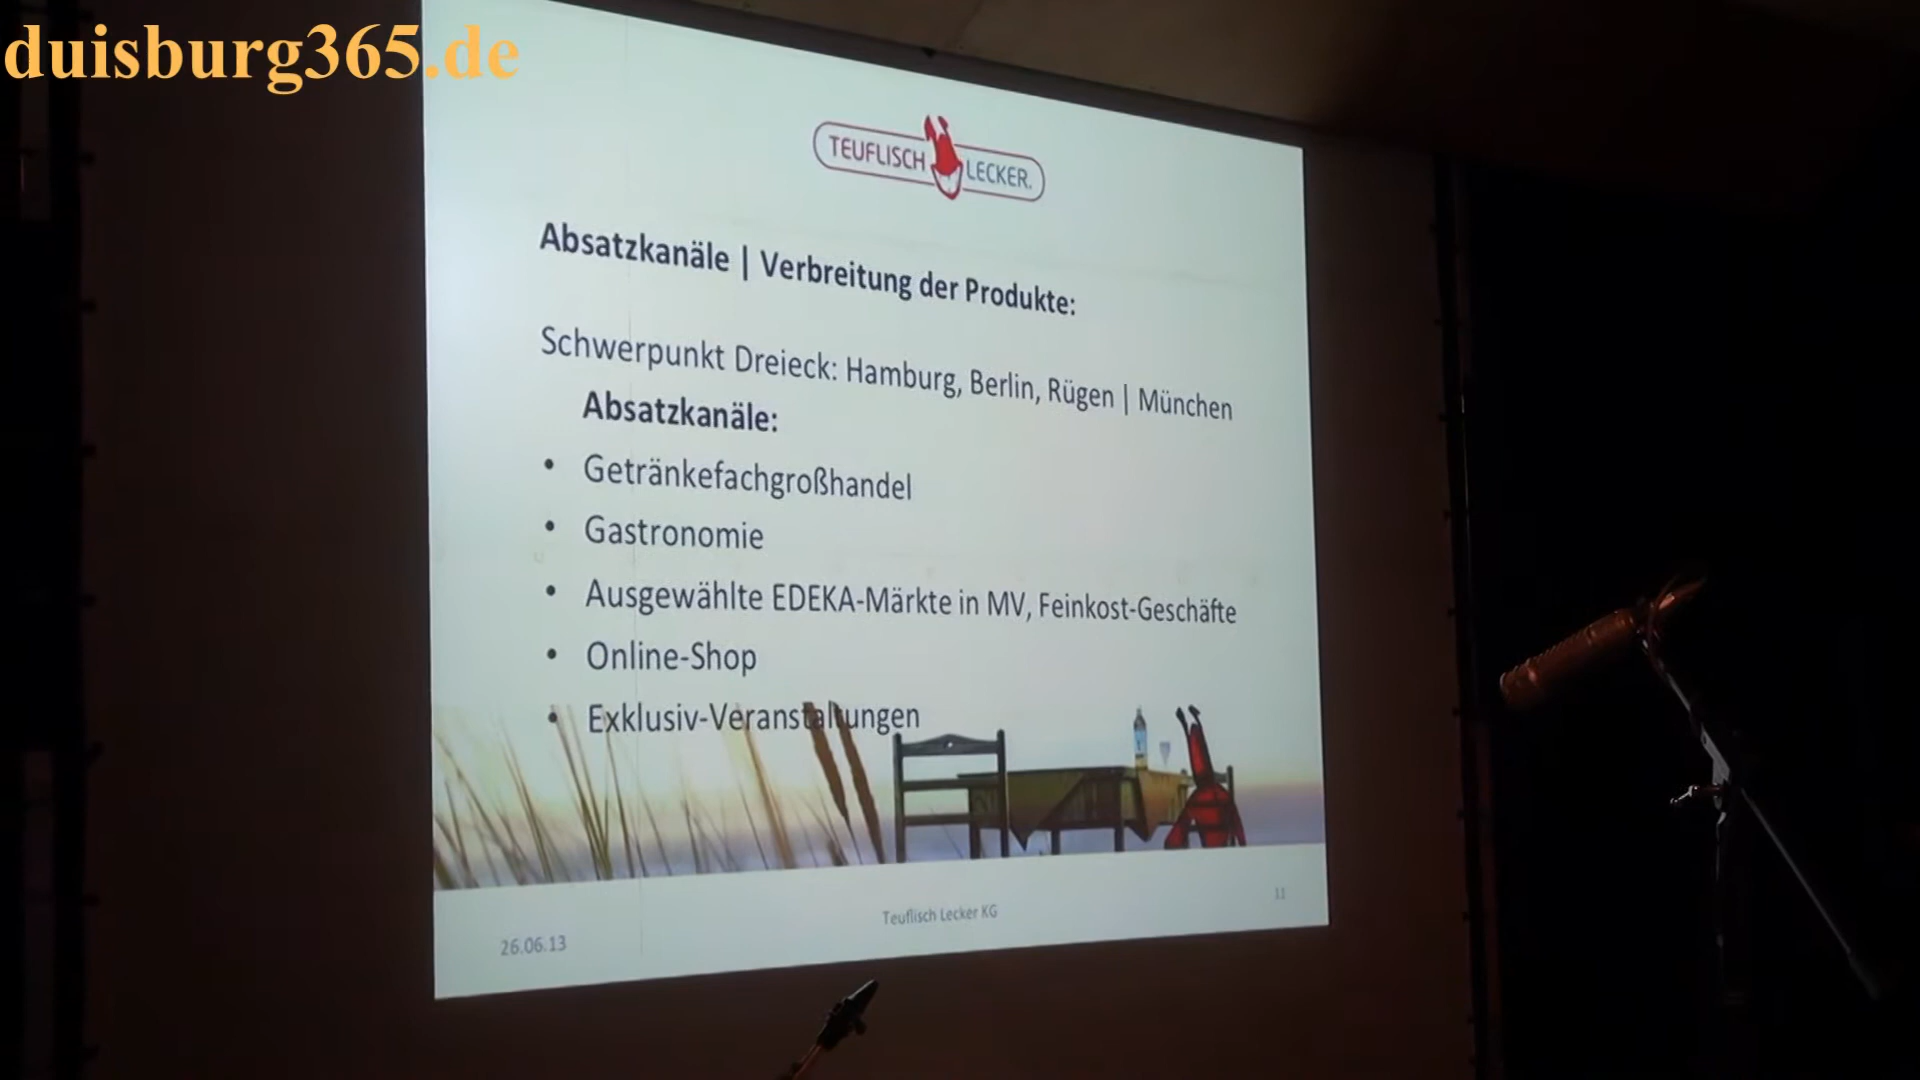 duisburg365.de
TEUFLISCH LECKER.
Absatzkanäle | Verbreitung der Produkte:
Schwerpunkt Dreieck: Hamburg, Berlin, Rügen | München
Absatzkanäle:
• Getränkefachgroßhandel
• Gastronomie
• Ausgewählte EDEKA-Märkte in MV, Feinkost-Geschäfte
• Online-Shop
• Exklusiv-Veranstaltungen
26.06.13
Teuflisch Lecker KG
11